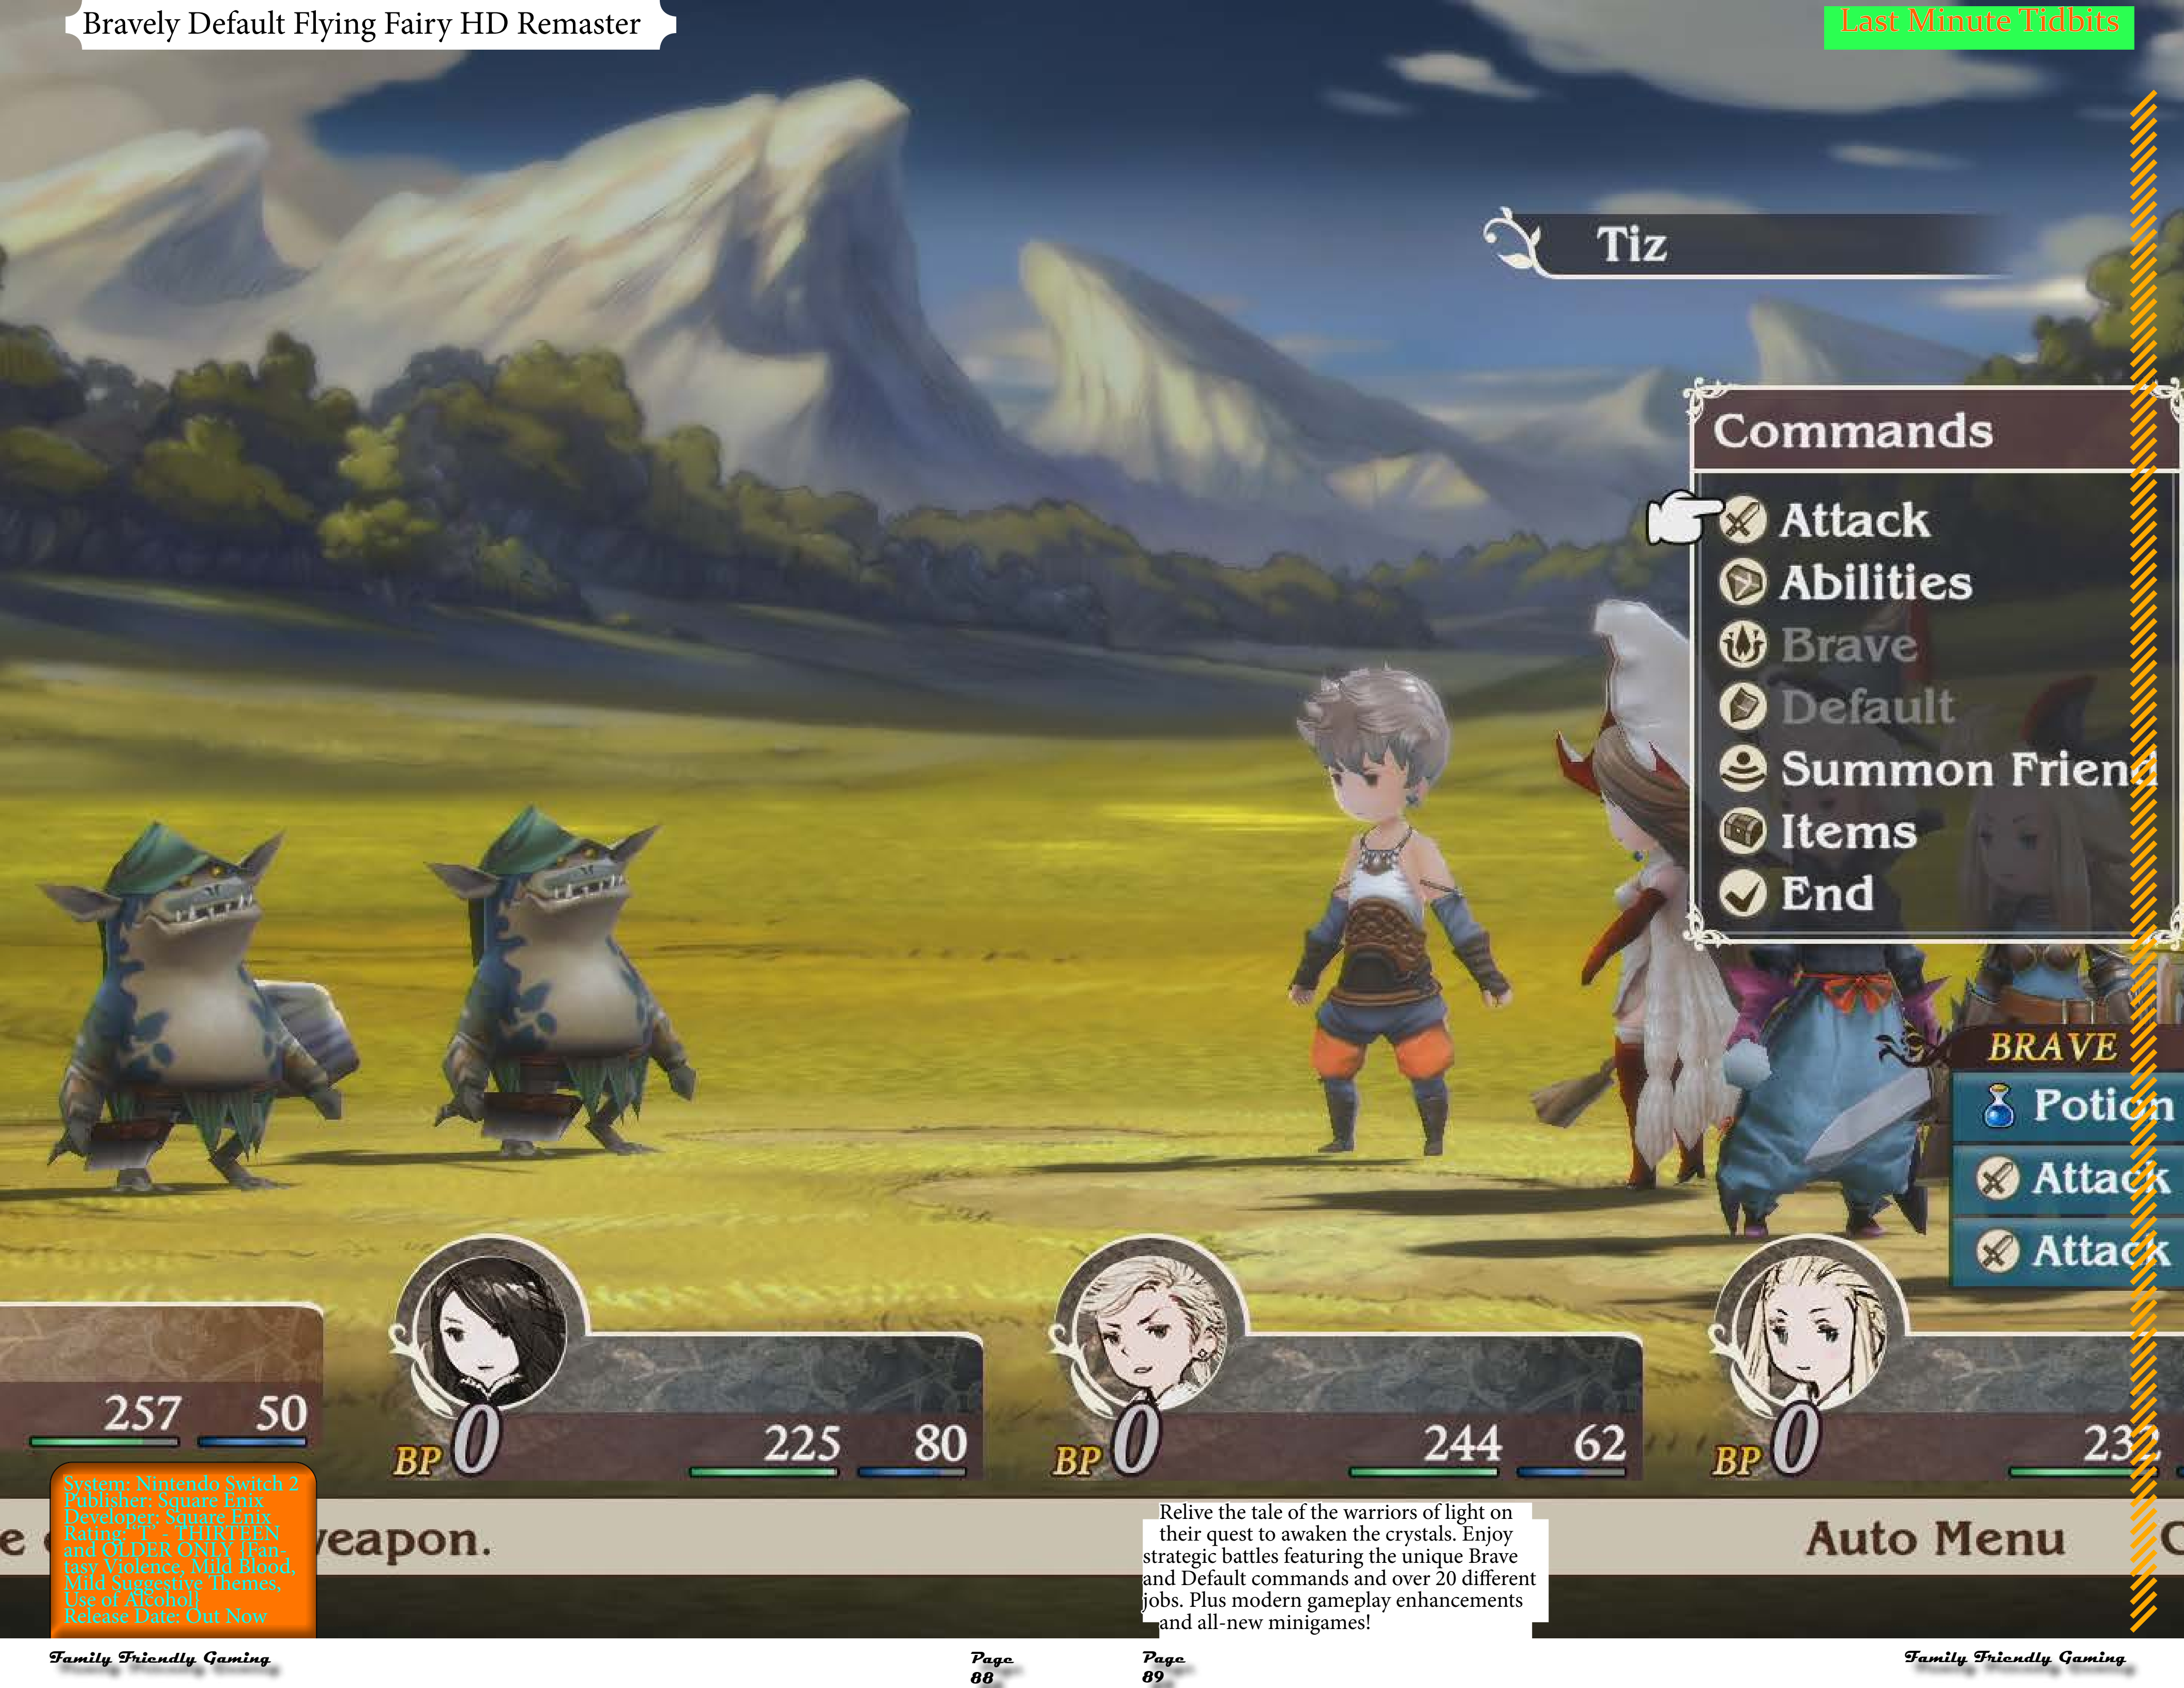 Bravely Default Flying Fairy HD Remaster
Last Minute Tidbits
Tiz
Commands
Attack
Abilities
Brave
Default
Summon Friend
Items
End
BRAVE
Potion
Attack
Attack
257 50
BP 0 225 80
BP 0 244 62
BP 0 232
System: Nintendo Switch 2
Publisher: Square Enix
Developer: Square Enix
Rating: 'T' - THIRTEEN
and OLDER ONLY {Fan-
tasy Violence, Mild Blood,
Mild Suggestive Themes,
Use of Alcohol}
Release Date: Out Now
eapon.
Relive the tale of the warriors of light on
their quest to awaken the crystals. Enjoy
strategic battles featuring the unique Brave
and Default commands and over 20 different
jobs. Plus modern gameplay enhancements
and all-new minigames!
Auto Menu
Family Friendly Gaming
Page
88
Page
89
Family Friendly Gaming